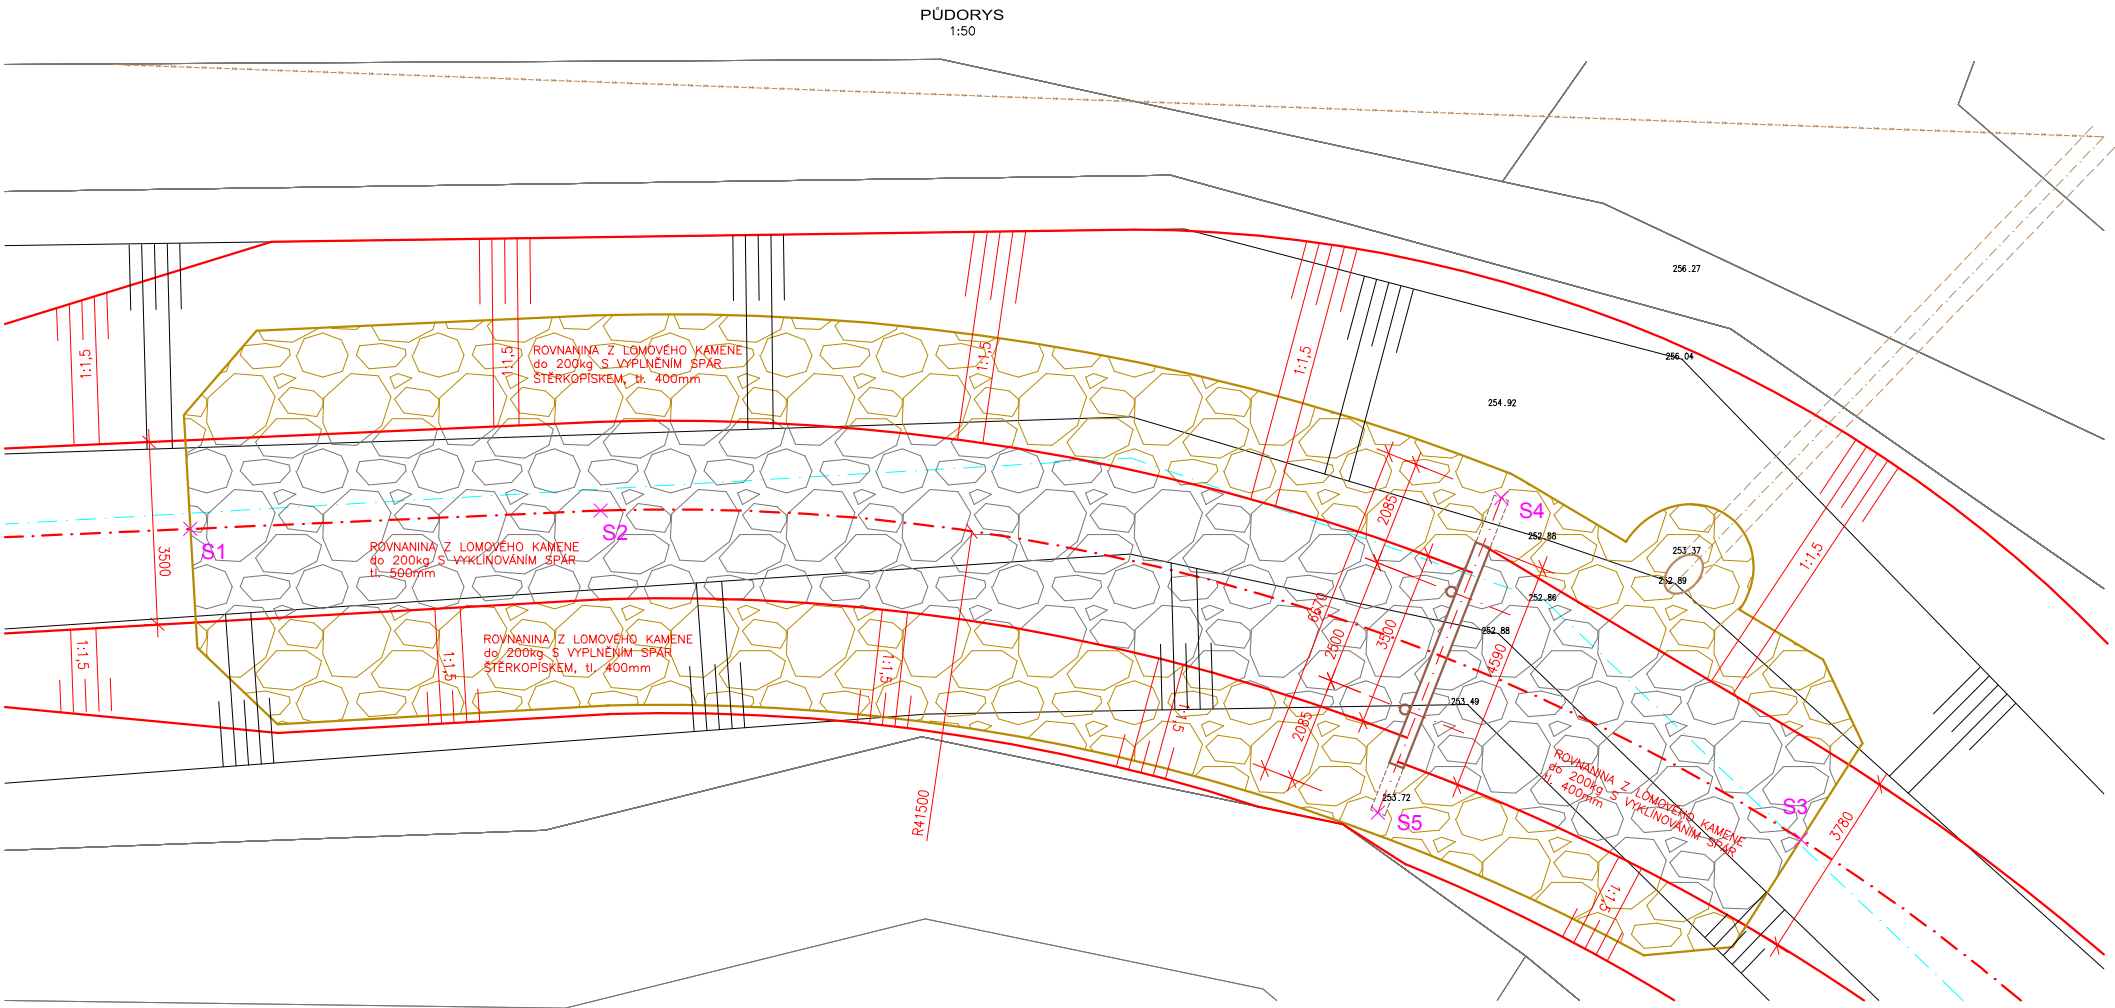 PŮDORYS
1:50
256.27
256.04
254.92
1:1,5
1:1,5
1:1,5
1:1,5
ROVNANINA Z LOMOVÉHO KAMENE
do 200kg S VYPLNĚNÍM SPÁR
ŠTĚRKOPÍSKEM, tl. 400mm
S1
S2
S4
2085
252.88
253.37
252.89
252.86
252.88
1:1,5
3500
ROVNANINA Z LOMOVÉHO KAMENE
do 200kg S VYKLÍNOVÁNÍM SPÁR
tl. 500mm
6670
2500
3500
4590
1:1,5
1:1,5
ROVNANINA Z LOMOVÉHO KAMENE
do 200kg S VYPLNĚNÍM SPÁR
ŠTĚRKOPÍSKEM, tl. 400mm
1:1,5
1:1,5
2085
253.49
253.72
S5
R41500
ROVNANINA Z LOMOVÉHO KAMENE
do 200kg S VYKLÍNOVÁNÍM SPÁR
tl. 400mm
S3
3780
1:1,5